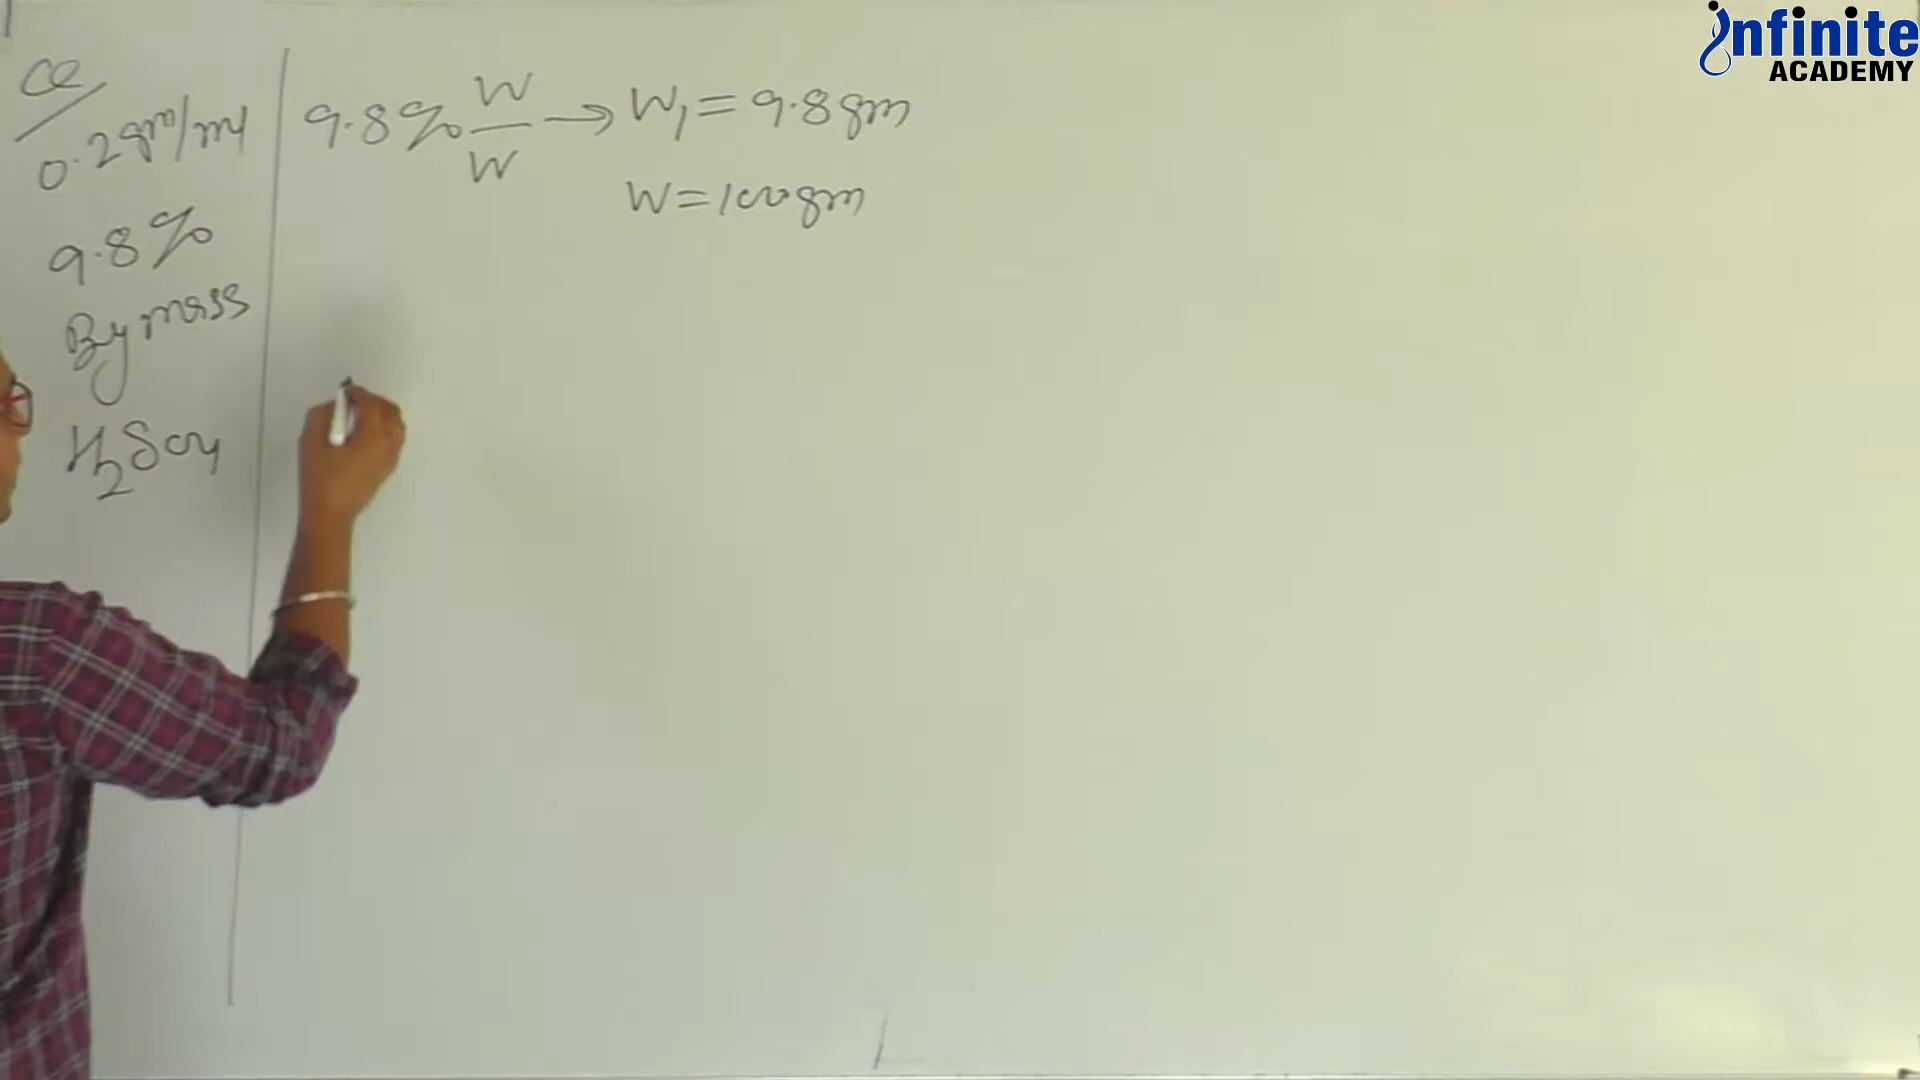 infinite
ACADEMY
0.2 gm/ml
9.8%
By mass
H2SO4
9.8% W/W → W1 = 9.8 gm
W = 100 gm